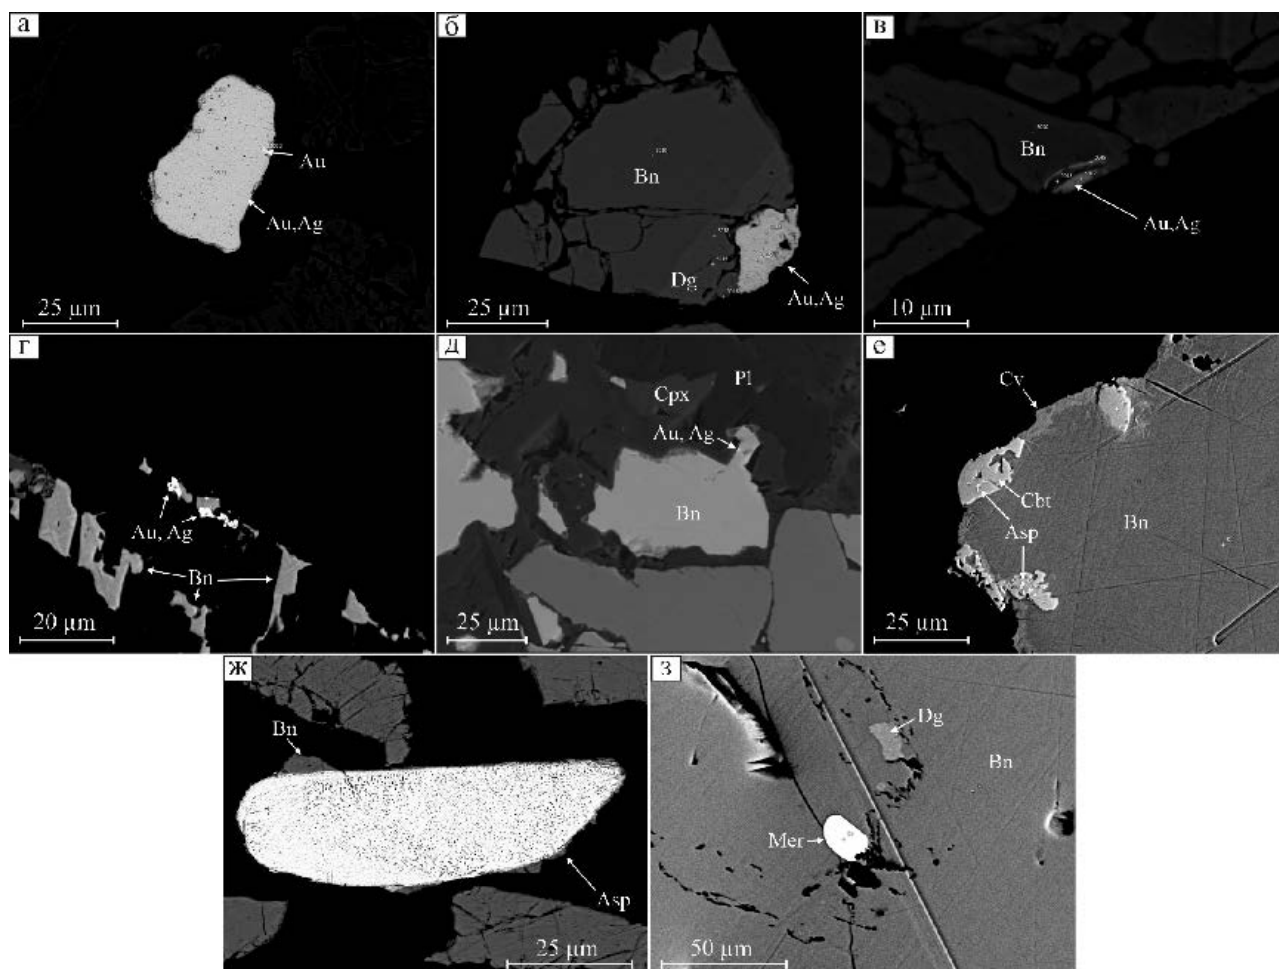 а
Au
Au,Ag
25 µm
б
Bn
Dg
Au,Ag
25 µm
в
Bn
Au,Ag
10 µm
г
Au, Ag
Bn
20 µm
д
Cpx
Pl
Au, Ag
Bn
25 µm
е
Cv
Cbt
Asp
Bn
25 µm
ж
Bn
Asp
25 µm
з
Dg
Bn
Mer
50 µm